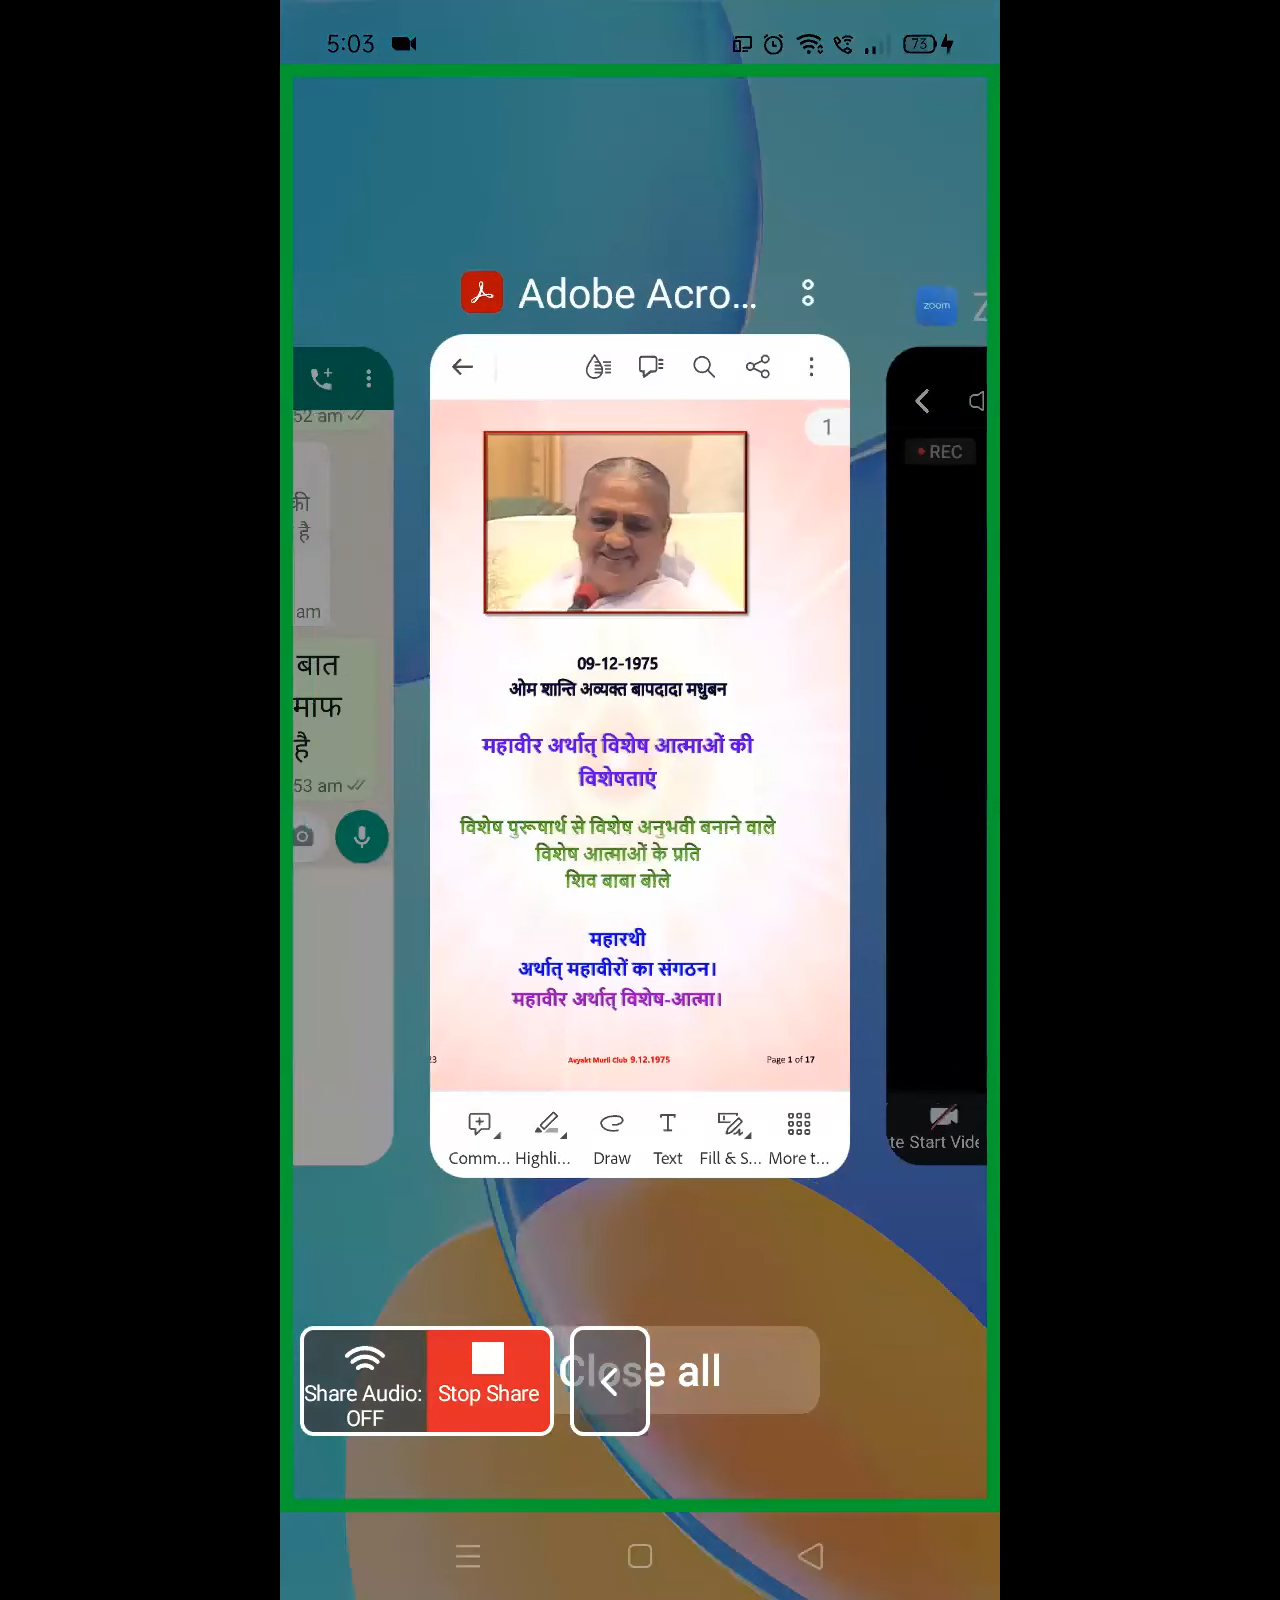 5:03
73
Adobe Acro...
zoom
52 am
1
की
है
REC
am
बात
माफ
है
53 am
09-12-1975
ओम शान्ति अव्यक्त बापदादा मधुबन
महावीर अर्थात् विशेष आत्माओं की
विशेषताएं
विशेष पुरूषार्थ से विशेष अनुभवी बनाने वाले
विशेष आत्माओं के प्रति
शिव बाबा बोले
महारथी
अर्थात् महावीरों का संगठन।
महावीर अर्थात् विशेष-आत्मा।
23 Avyakt Murli Club 9.12.1975 Page 1 of 17
te Start Vide
Comm... Highli... Draw Text Fill & S... More t...
Close all
Share Audio: Stop Share
OFF